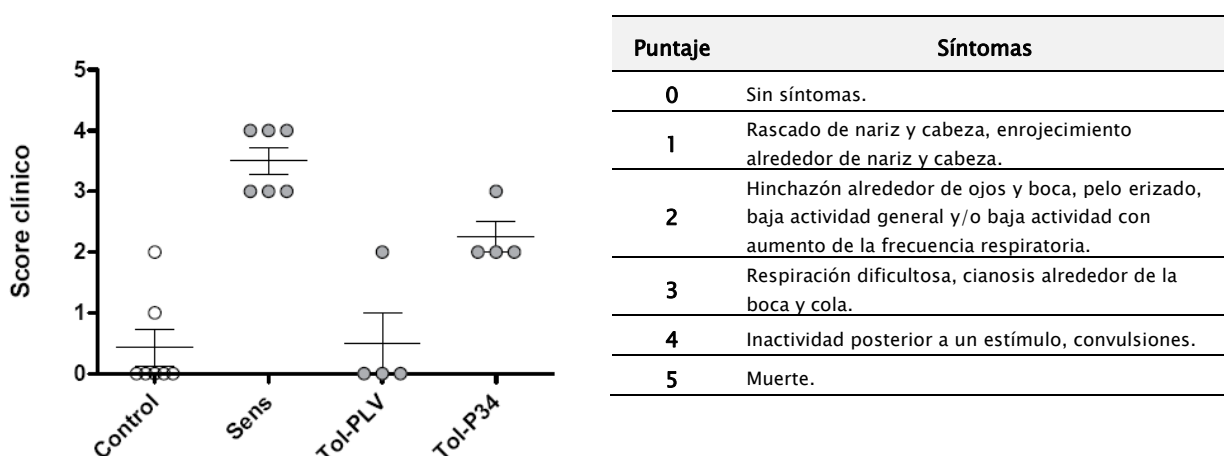 Score clínico
5
4
3
2
1
0
Control
Sens
Tol-PLV
Tol-P34
Puntaje Síntomas
0 Sin síntomas.
1 Rascado de nariz y cabeza, enrojecimiento
alrededor de nariz y cabeza.
2 Hinchazón alrededor de ojos y boca, pelo erizado,
baja actividad general y/o baja actividad con
aumento de la frecuencia respiratoria.
3 Respiración dificultosa, cianosis alrededor de la
boca y cola.
4 Inactividad posterior a un estímulo, convulsiones.
5 Muerte.